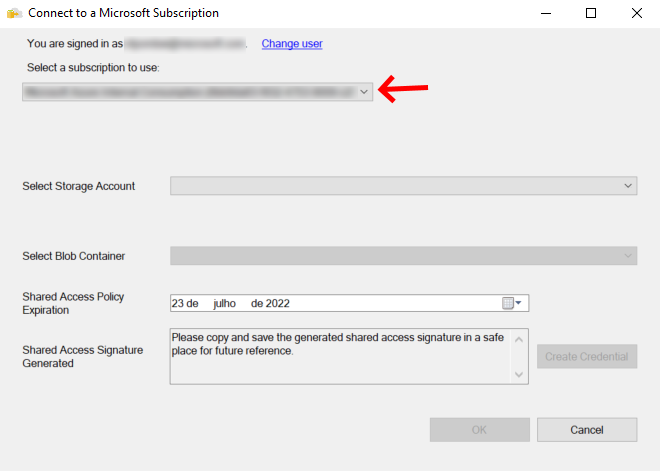 Connect to a Microsoft Subscription
You are signed in as
Change user
Select a subscription to use:
Select Storage Account
Select Blob Container
Shared Access Policy
Expiration
23 de julho de 2022
Shared Access Signature
Generated
Please copy and save the generated shared access signature in a safe
place for future reference.
Create Credential
OK
Cancel